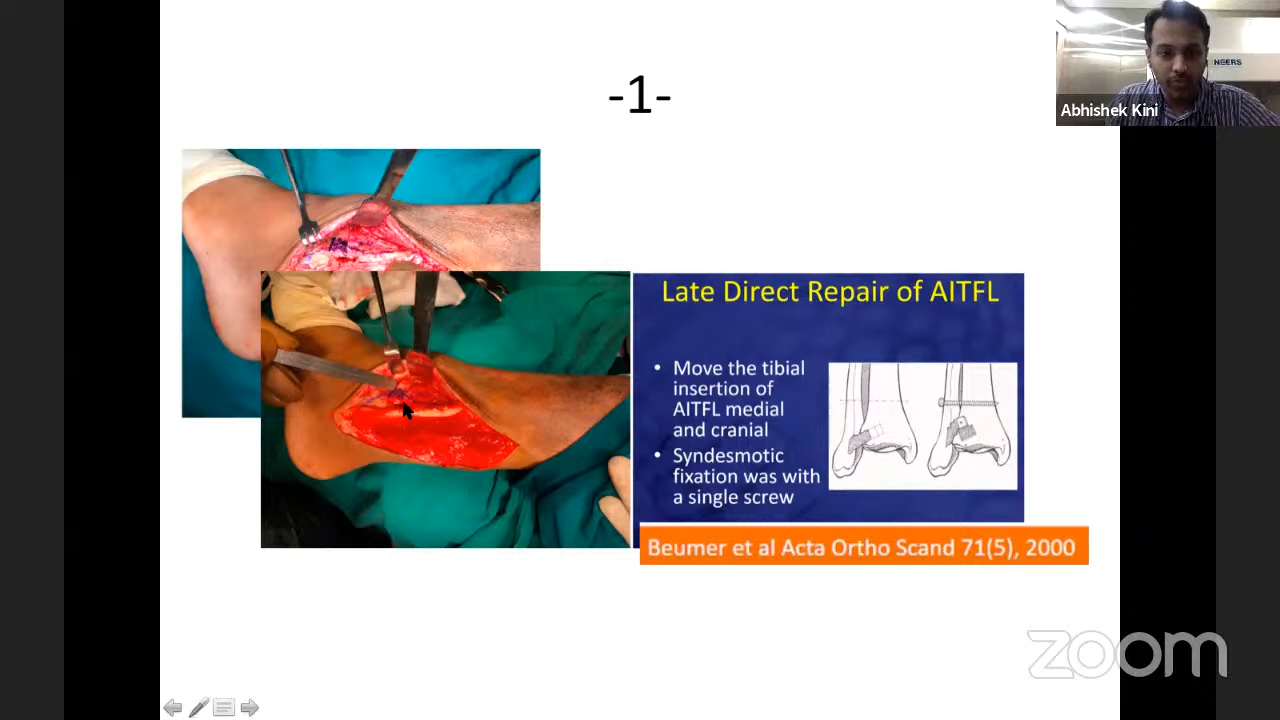 -1-
NEERS
Abhishek Kini
Late Direct Repair of AITFL
• Move the tibial
insertion of
AITFL medial
and cranial
• Syndesmotic
fixation was with
a single screw
Beumer et al Acta Ortho Scand 71(5), 2000
zoom